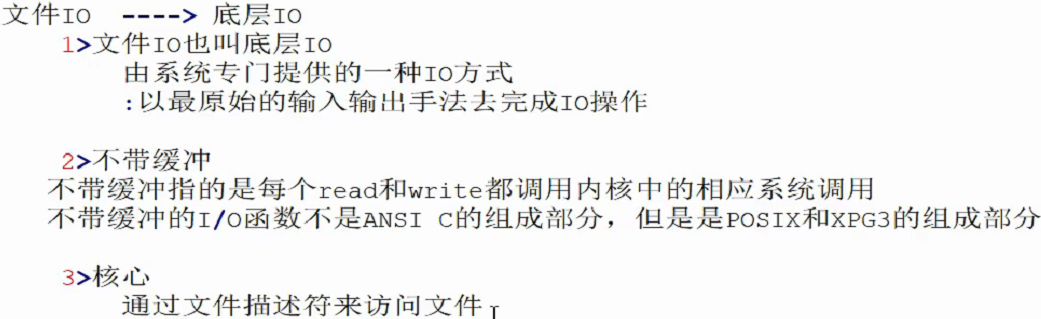 文件IO ----> 底层IO
1>文件IO也叫底层IO
由系统专门提供的一种IO方式
:以最原始的输入输出手法去完成IO操作
2>不带缓冲
不带缓冲指的是每个read和write都调用内核中的相应系统调用
不带缓冲的I/O函数不是ANSI C的组成部分，但是是POSIX和XPG3的组成部分
3>核心
通过文件描述符来访问文件